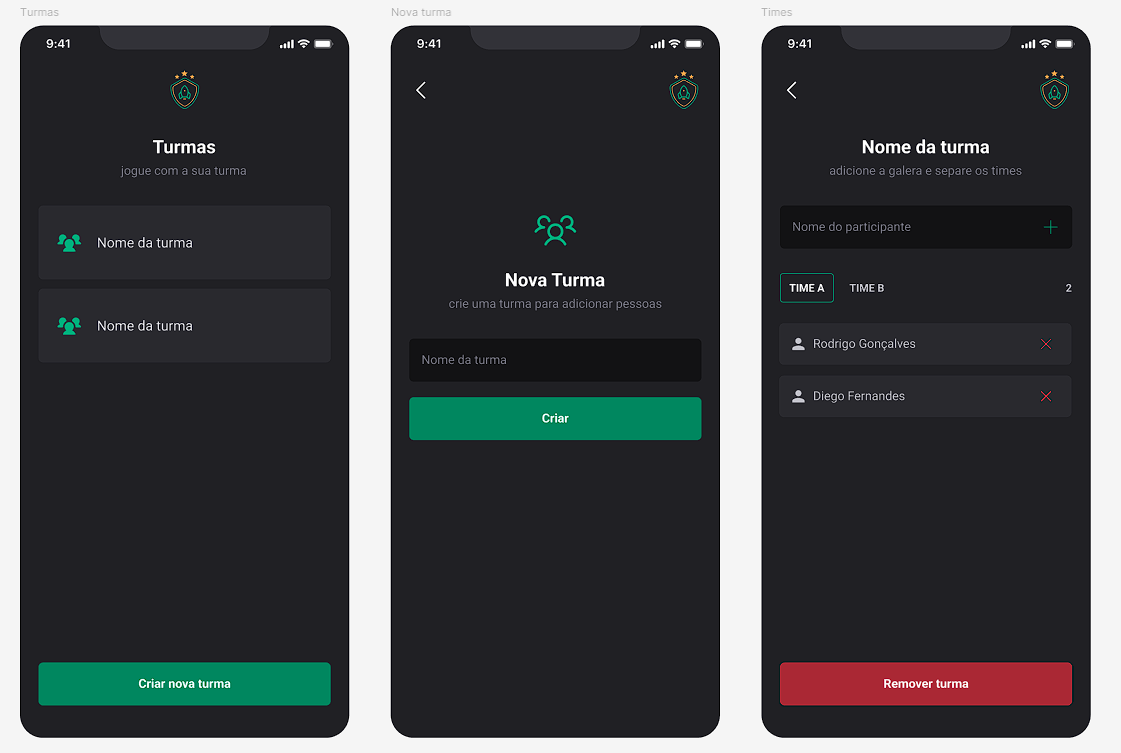 Turmas
9:41
Turmas
jogue com a sua turma
Nome da turma
Nome da turma
Criar nova turma
Nova turma
9:41
Nova Turma
crie uma turma para adicionar pessoas
Nome da turma
Criar
Times
9:41
Nome da turma
adicione a galera e separe os times
Nome do participante
TIME A TIME B 2
Rodrigo Gonçalves
Diego Fernandes
Remover turma